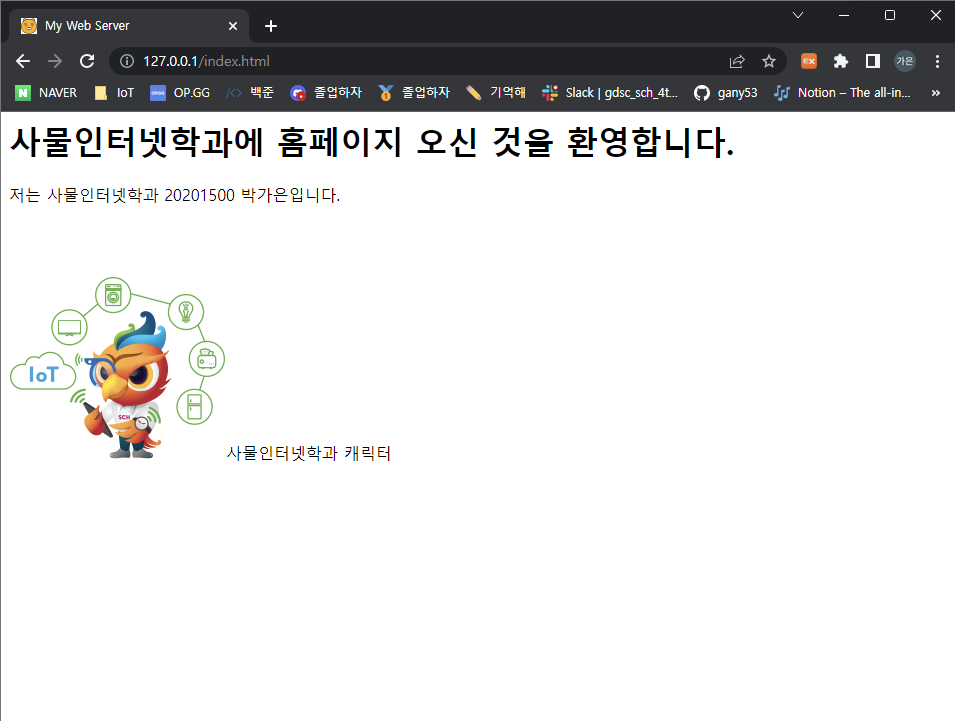 My Web Server
127.0.0.1/index.html
EX
가은
N NAVER
IoT
OP.GG OP.GG
</> 백준
졸업하자
졸업하자
기억해
Slack | gdsc_sch_4t...
gany53
Notion – The all-in...
»
사물인터넷학과에 홈페이지 오신 것을 환영합니다.
저는 사물인터넷학과 20201500 박가은입니다.
IoT
SCH
사물인터넷학과 캐릭터